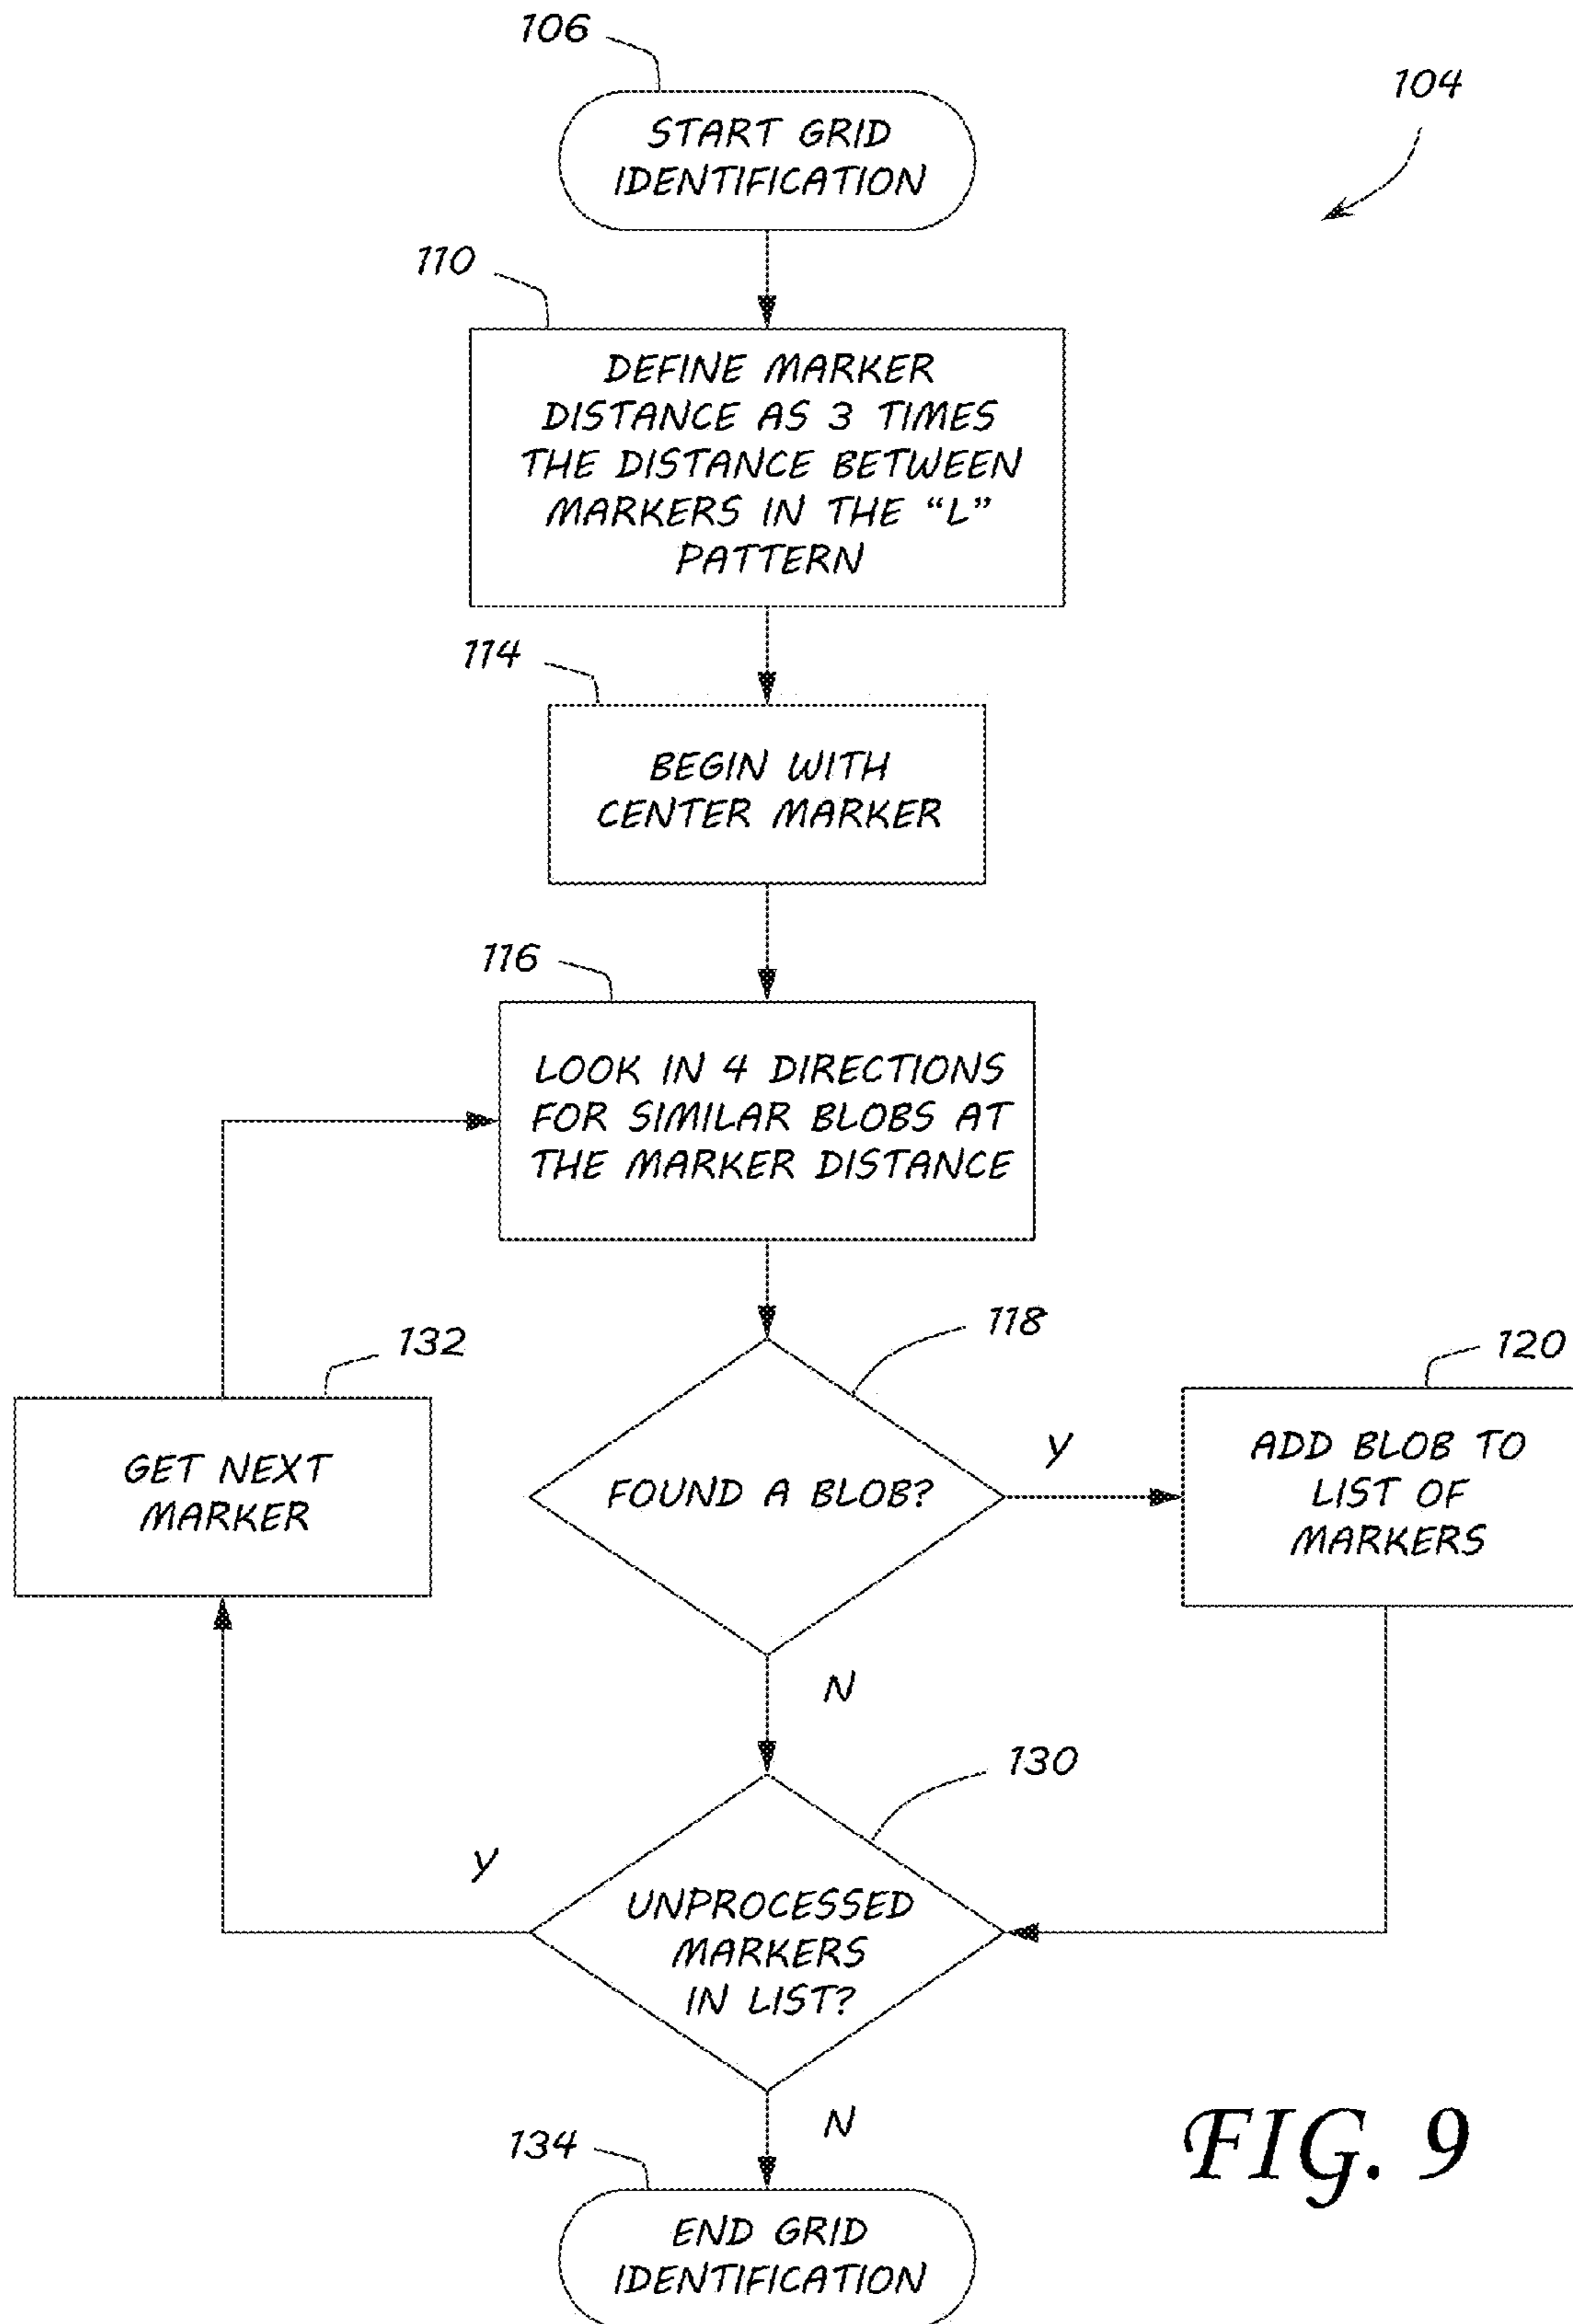 106
104
START GRID
IDENTIFICATION
110
DEFINE MARKER
DISTANCE AS 3 TIMES
THE DISTANCE BETWEEN
MARKERS IN THE “L”
PATTERN
114
BEGIN WITH
CENTER MARKER
116
LOOK IN 4 DIRECTIONS
FOR SIMILAR BLOBS AT
THE MARKER DISTANCE
118
132
120
GET NEXT
MARKER
FOUND A BLOB?
Y
ADD BLOB TO
LIST OF
MARKERS
N
130
Y
UNPROCESSED
MARKERS
IN LIST?
N
134
END GRID
IDENTIFICATION
FIG. 9